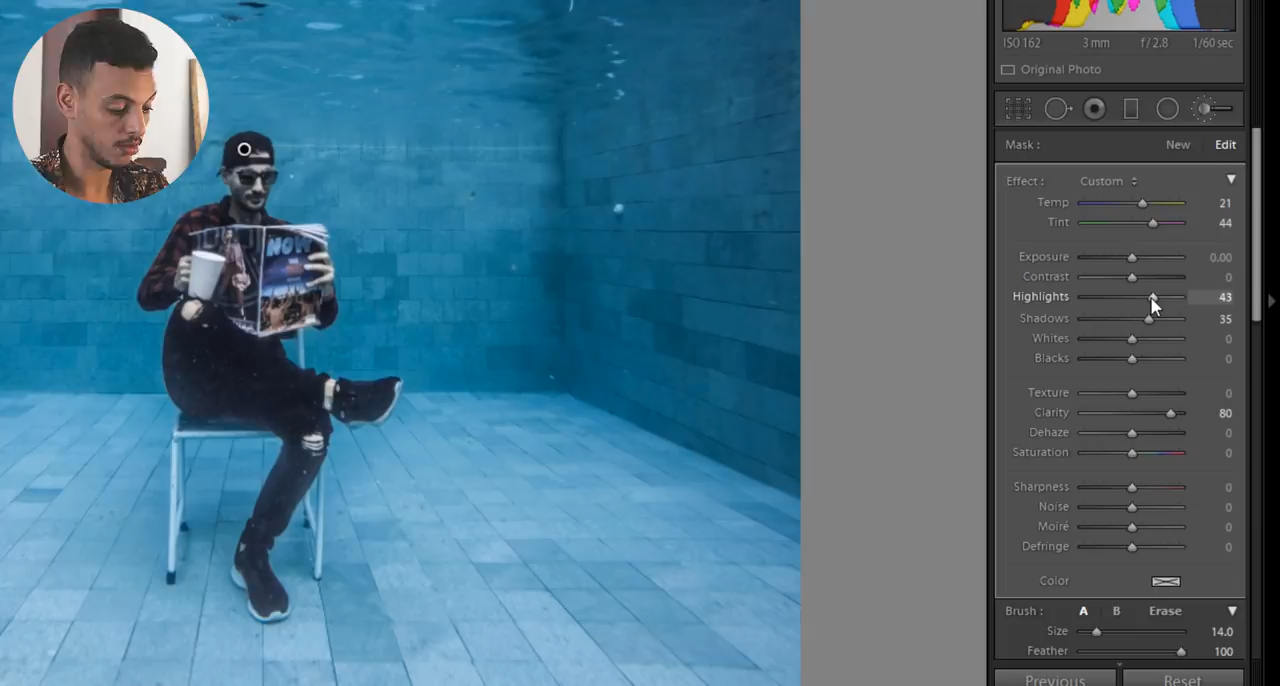 ISO 162 3 mm f / 2.8 1/60 sec
Original Photo
Mask : New Edit
Effect : Custom
Temp 21
Tint 44
Exposure 0.00
Contrast 0
Highlights 43
Shadows 35
Whites 0
Blacks 0
Texture 0
Clarity 80
Dehaze 0
Saturation 0
Sharpness 0
Noise 0
Moiré 0
Defringe 0
Color
Brush : A B Erase
Size 14.0
Feather 100
Previous Reset
NOW